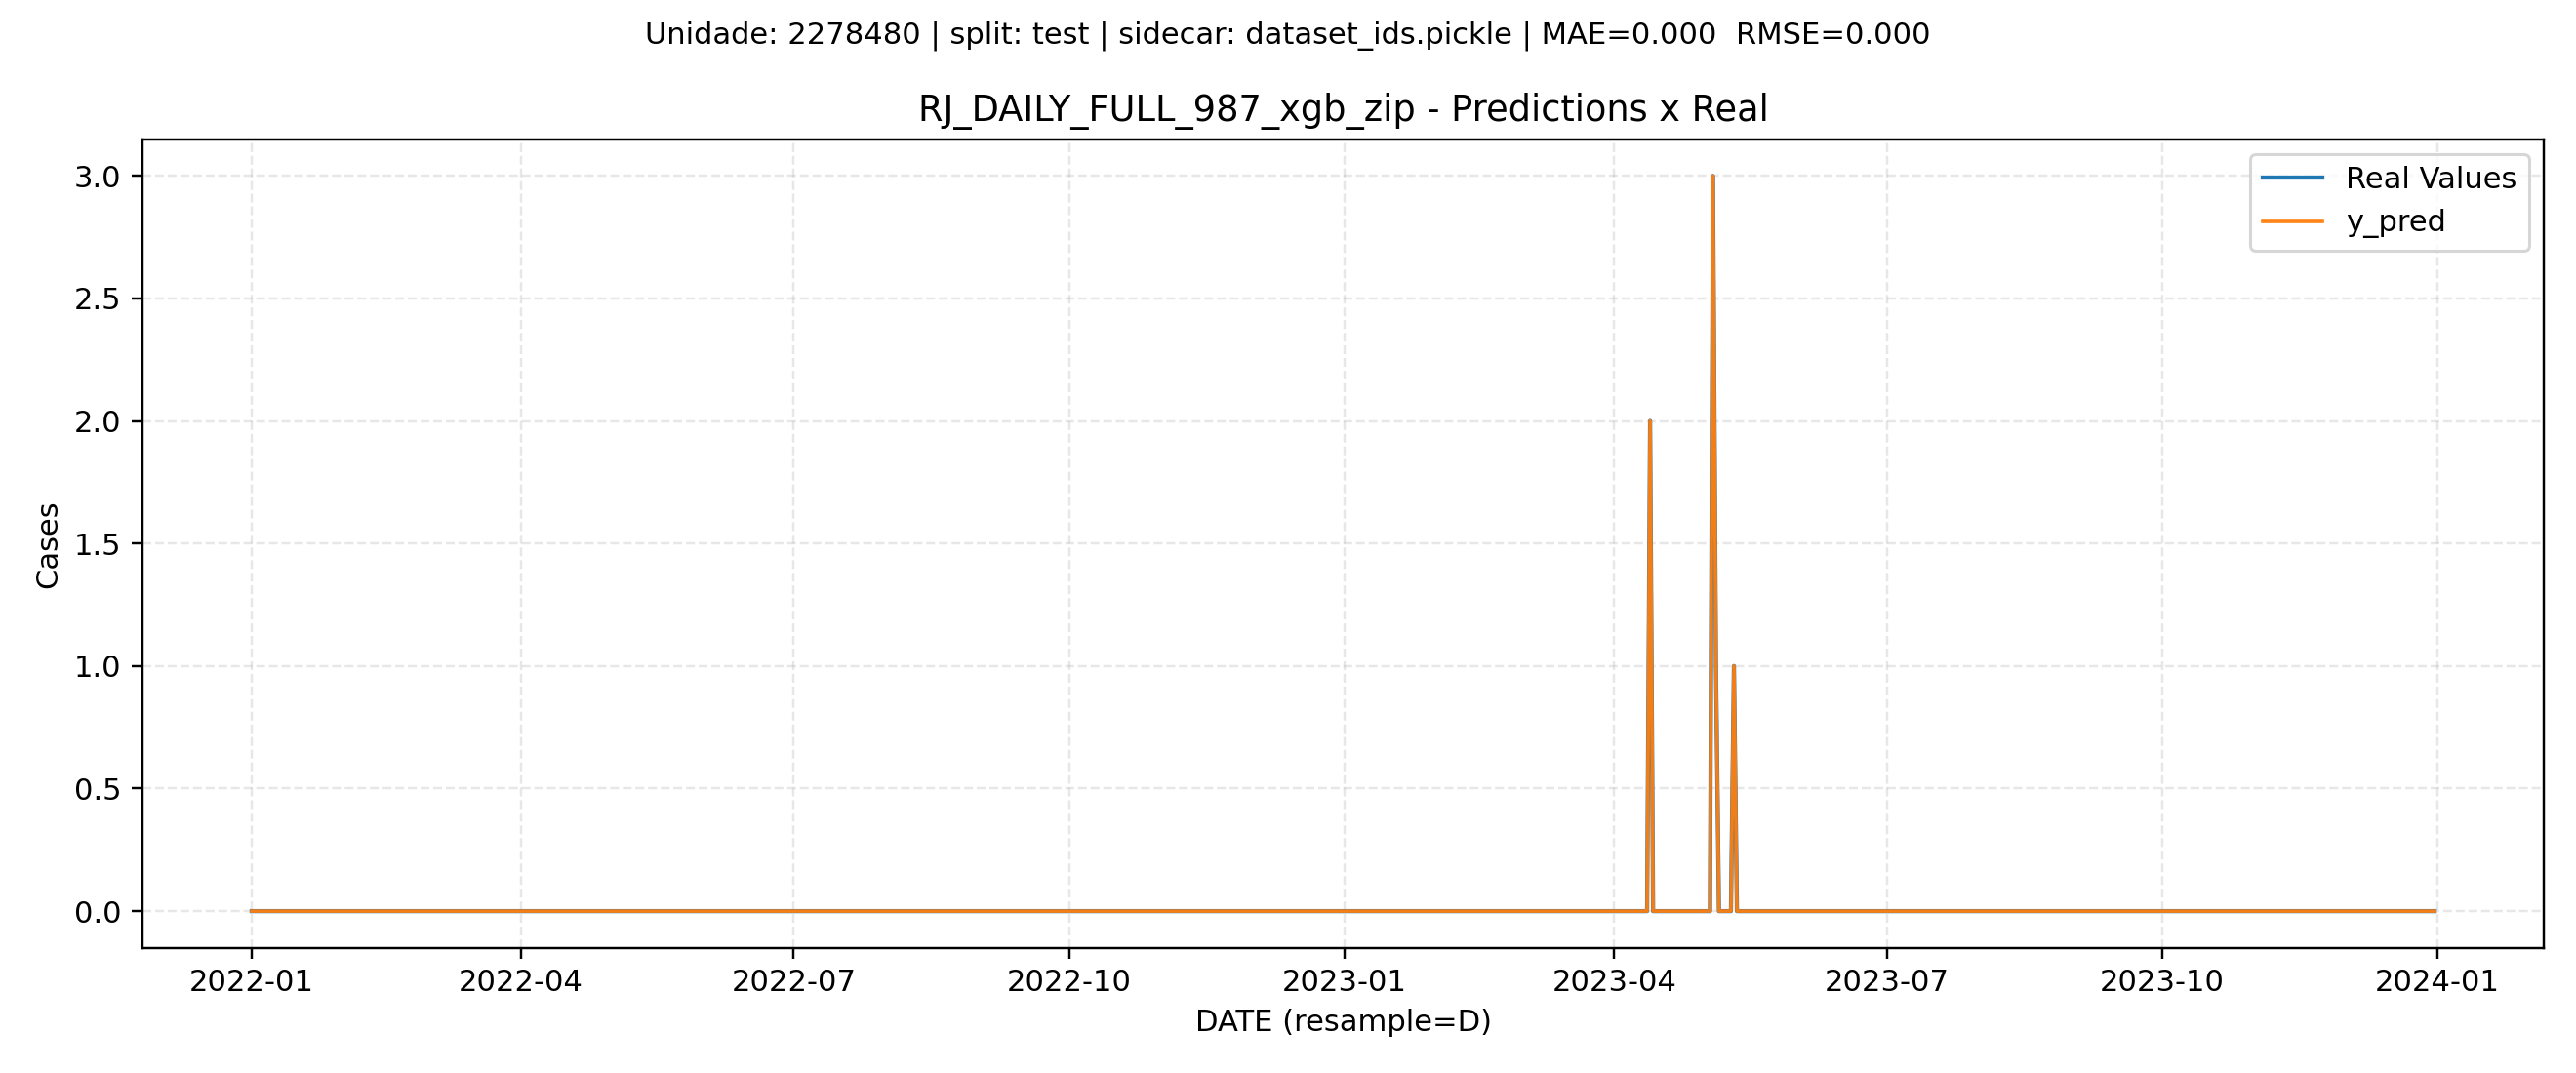 Unidade: 2278480 | split: test | sidecar: dataset_ids.pickle | MAE=0.000  RMSE=0.000
RJ_DAILY_FULL_987_xgb_zip - Predictions x Real
Real Values
y_pred
Cases
3.0
2.5
2.0
1.5
1.0
0.5
0.0
2022-01
2022-04
2022-07
2022-10
2023-01
2023-04
2023-07
2023-10
2024-01
DATE (resample=D)